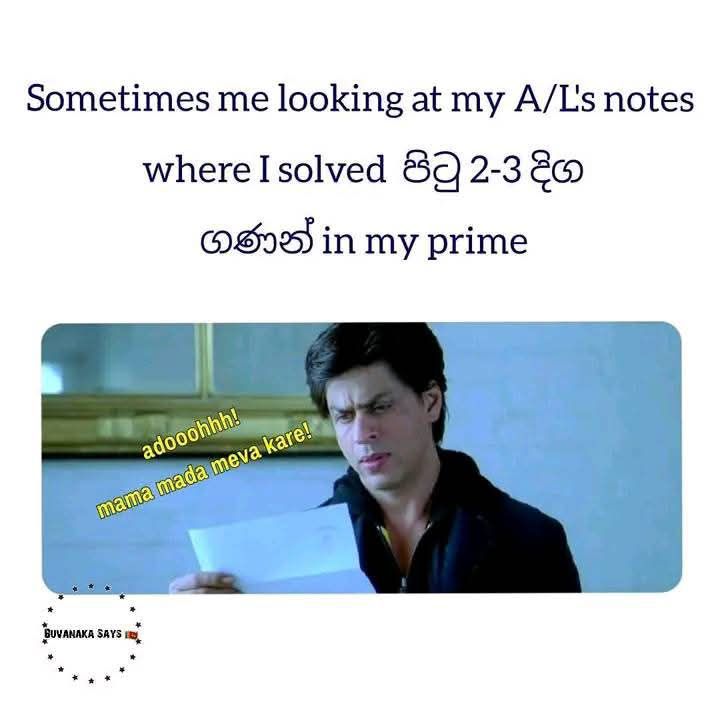 Sometimes me looking at my A/L's notes
where I solved පිටු 2-3 දිග
ගණන් in my prime
adooohhh!
mama mada meva kare!
BUVANAKA SAYS